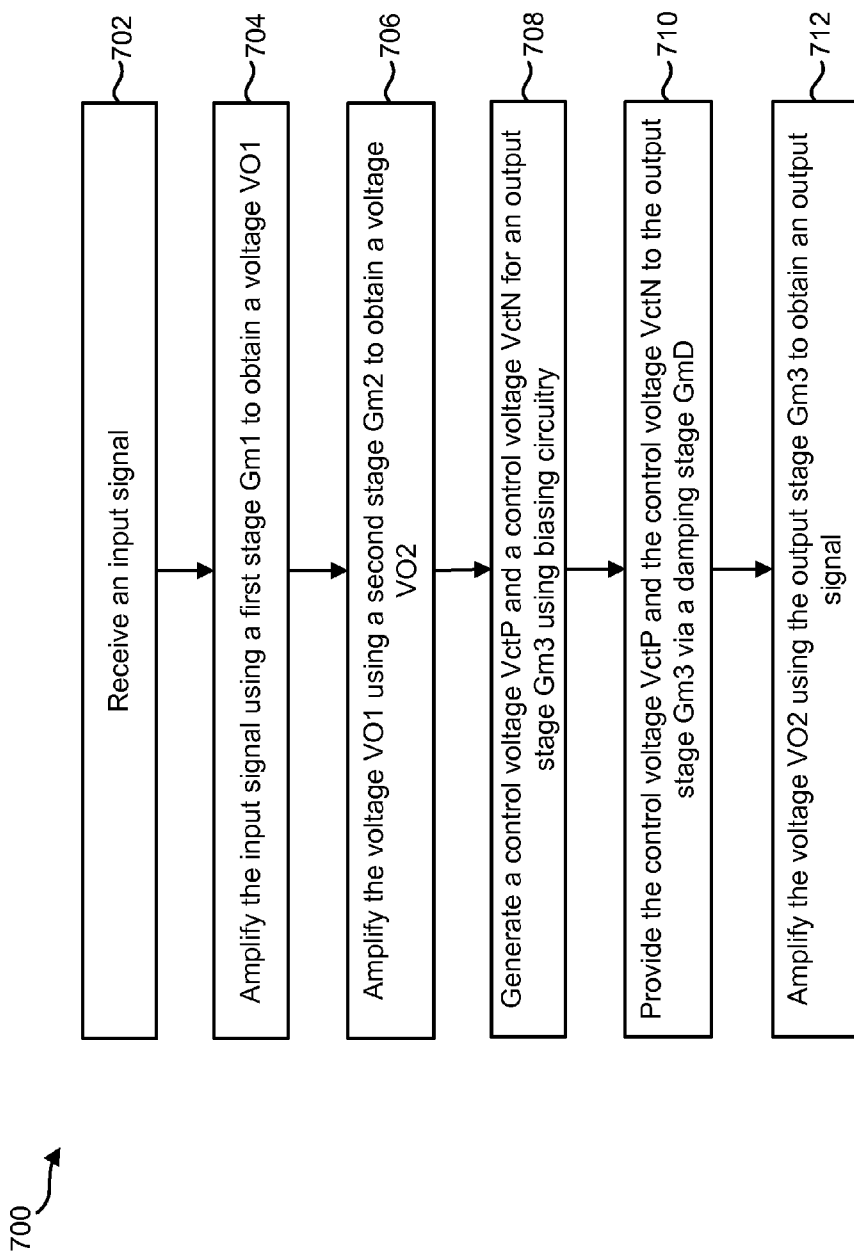 700
Receive an input signal
702
Amplify the input signal using a first stage Gm1 to obtain a voltage VO1
704
Amplify the voltage VO1 using a second stage Gm2 to obtain a voltage
VO2
706
Generate a control voltage VctP and a control voltage VctN for an output
stage Gm3 using biasing circuitry
708
Provide the control voltage VctP and the control voltage VctN to the output
stage Gm3 via a damping stage GmD
710
Amplify the voltage VO2 using the output stage Gm3 to obtain an output
signal
712